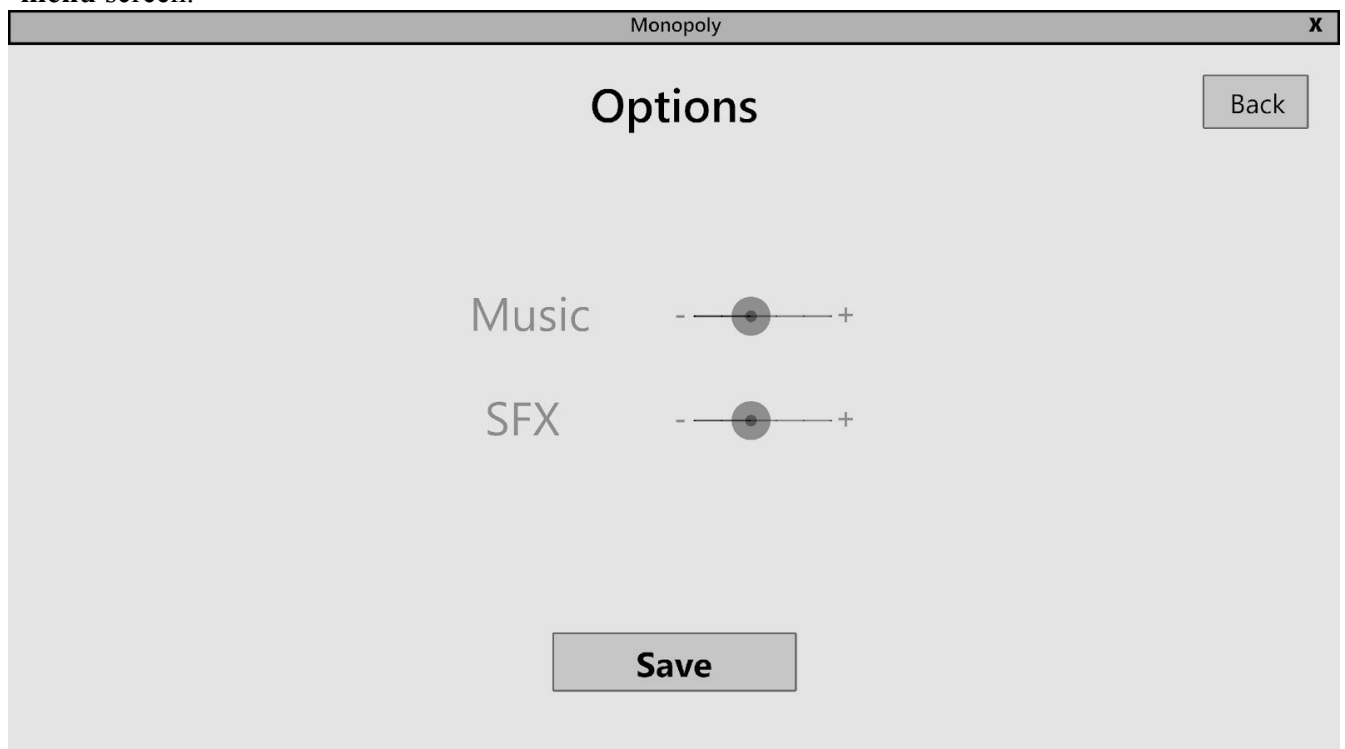 menu screen.
Monopoly X
Options
Back
Music - +
SFX - +
Save